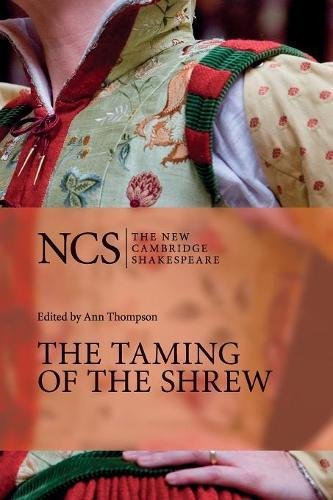 NCS
THE NEW
CAMBRIDGE
SHAKESPEARE
Edited by Ann Thompson
THE TAMING
OF THE SHREW